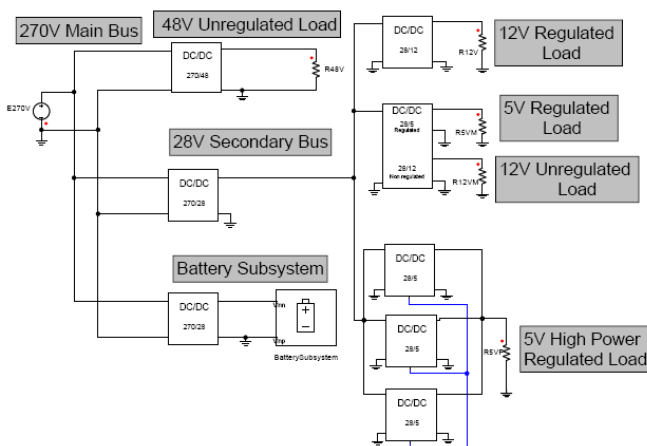 270V Main Bus
48V Unregulated Load
DC/DC
270/48
R48V
E270V
28V Secondary Bus
DC/DC
270/28
Battery Subsystem
DC/DC
270/28
Vnn
Vnp
BatterySubsystem
DC/DC
28/12
R12V
12V Regulated
Load
DC/DC
28/5
Regulated
R5VM
5V Regulated
Load
28/12
Non regulated
R12VM
12V Unregulated
Load
DC/DC
28/5
DC/DC
28/5
R5VP
5V High Power
Regulated Load
DC/DC
28/5